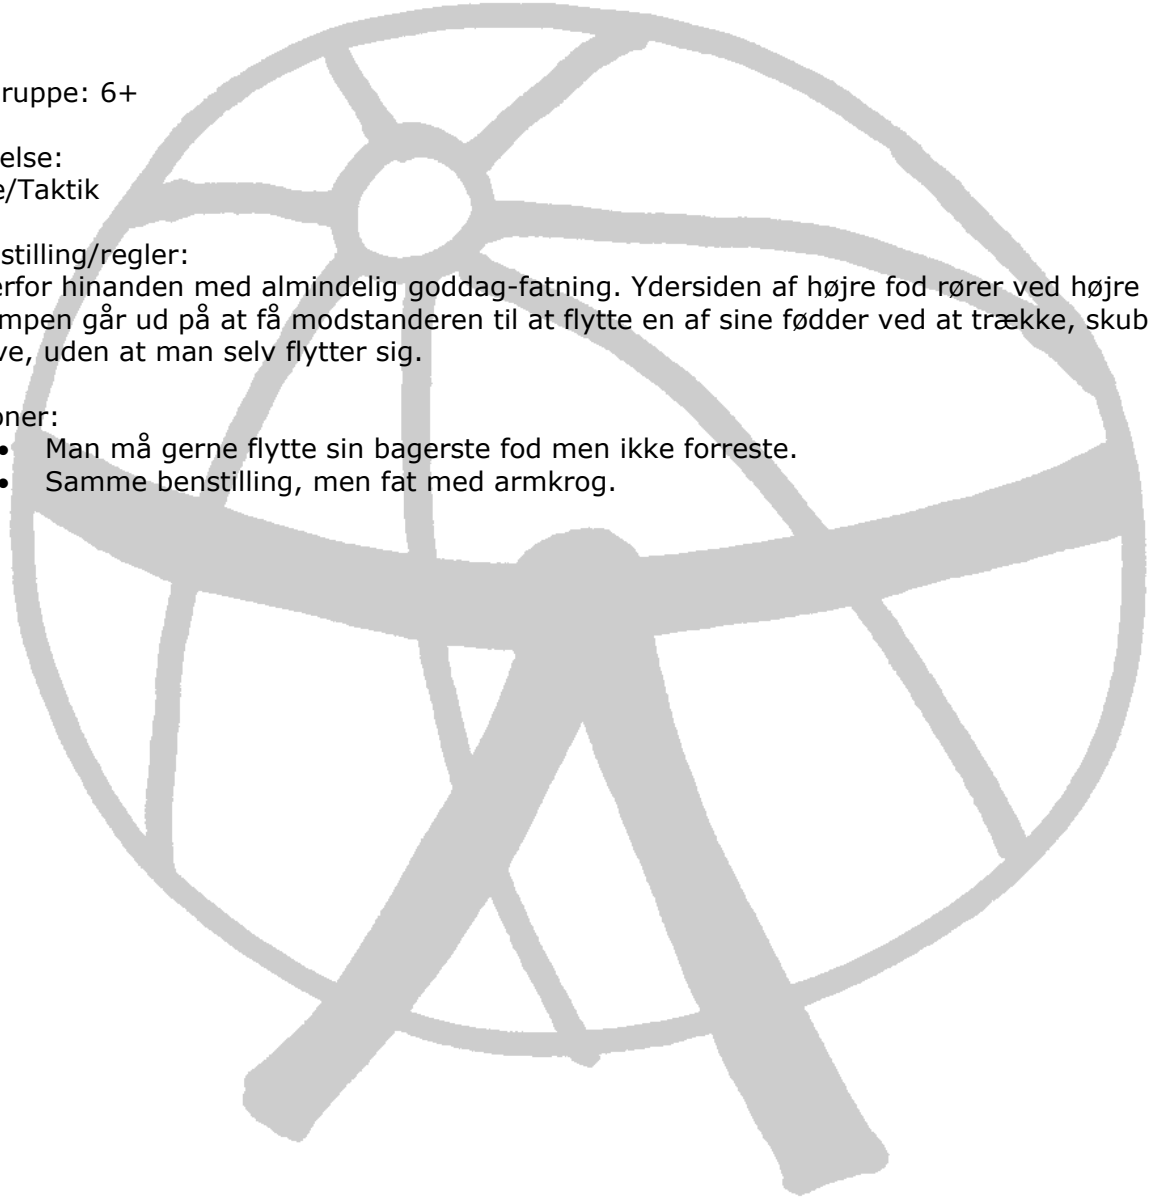 ruppe: 6+
else:
e/Taktik
stilling/regler:
erfor hinanden med almindelig goddag-fatning. Ydersiden af højre fod rører ved højre
mpen går ud på at få modstanderen til at flytte en af sine fødder ved at trække, skub
ve, uden at man selv flytter sig.
oner:
• Man må gerne flytte sin bagerste fod men ikke forreste.
• Samme benstilling, men fat med armkrog.